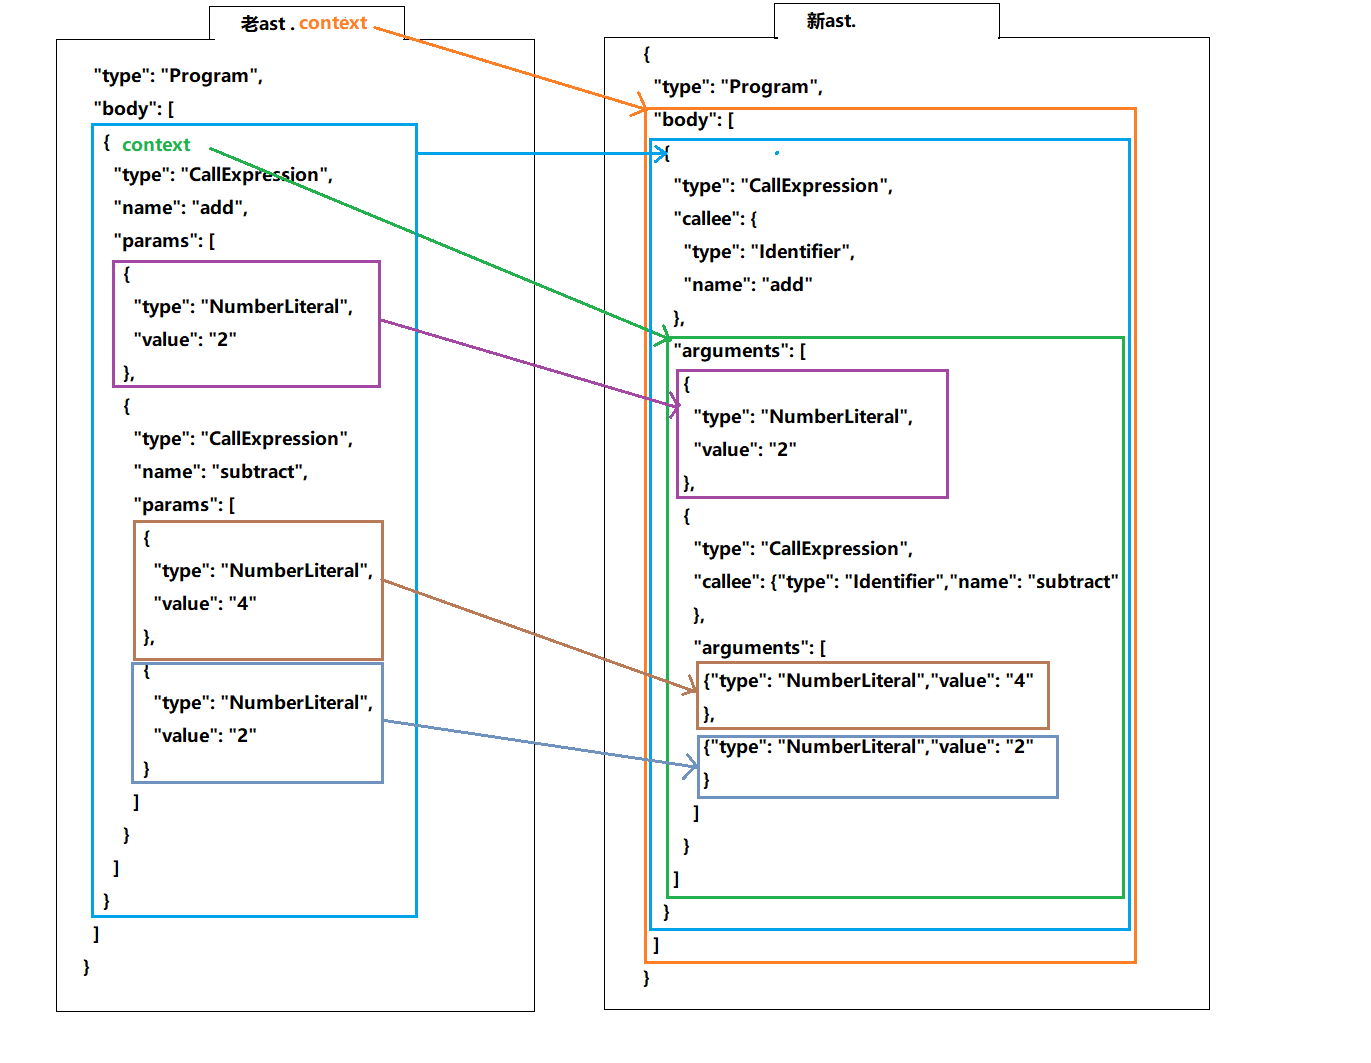 老ast . context
"type": "Program",
"body": [
{ context
"type": "CallExpression",
"name": "add",
"params": [
{
"type": "NumberLiteral",
"value": "2"
},
{
"type": "CallExpression",
"name": "subtract",
"params": [
{
"type": "NumberLiteral",
"value": "4"
},
{
"type": "NumberLiteral",
"value": "2"
}
]
}
]
}
]
}
新ast.
{
"type": "Program",
"body": [
{
"type": "CallExpression",
"callee": {
"type": "Identifier",
"name": "add"
},
"arguments": [
{
"type": "NumberLiteral",
"value": "2"
},
{
"type": "CallExpression",
"callee": {"type": "Identifier","name": "subtract"
},
"arguments": [
{"type": "NumberLiteral","value": "4"
},
{"type": "NumberLiteral","value": "2"
}
]
}
]
}
]
}